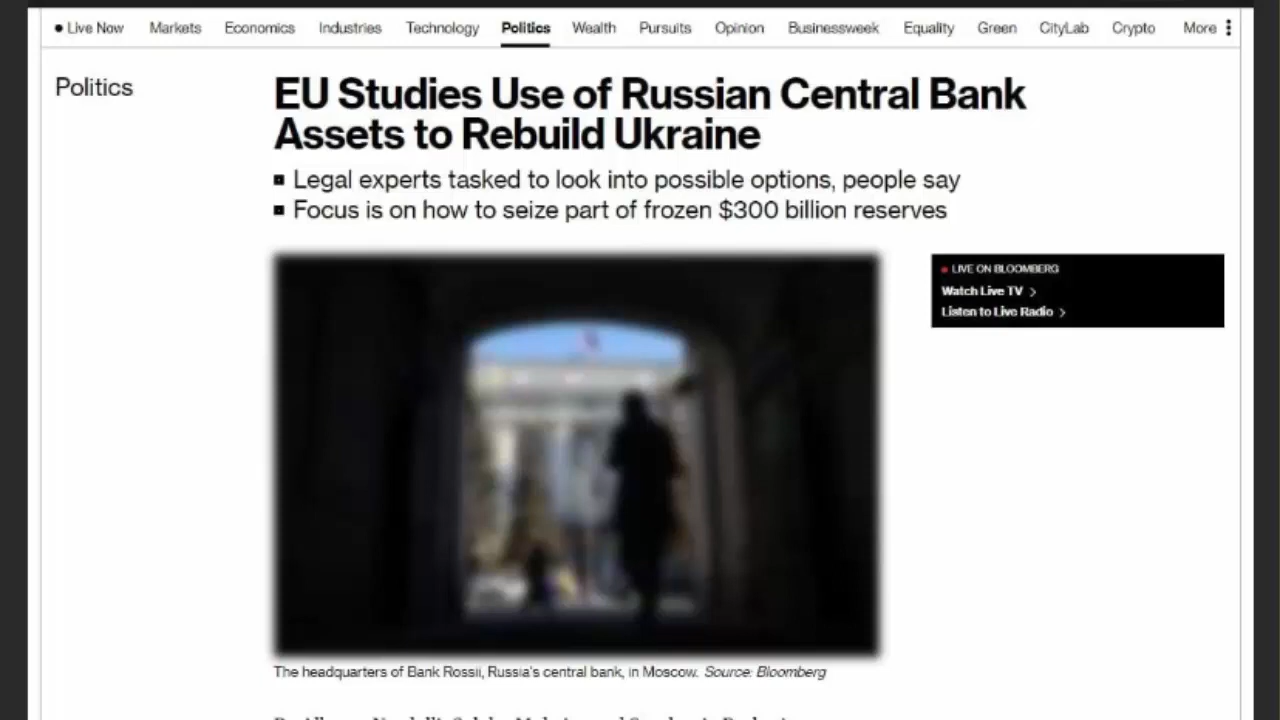 Live Now Markets Economics Industries Technology Politics Wealth Pursuits Opinion Businessweek Equality Green CityLab Crypto More
Politics
EU Studies Use of Russian Central Bank
Assets to Rebuild Ukraine
Legal experts tasked to look into possible options, people say
Focus is on how to seize part of frozen $300 billion reserves
LIVE ON BLOOMBERG
Watch Live TV >
Listen to Live Radio >
The headquarters of Bank Rossii, Russia's central bank, in Moscow. Source: Bloomberg